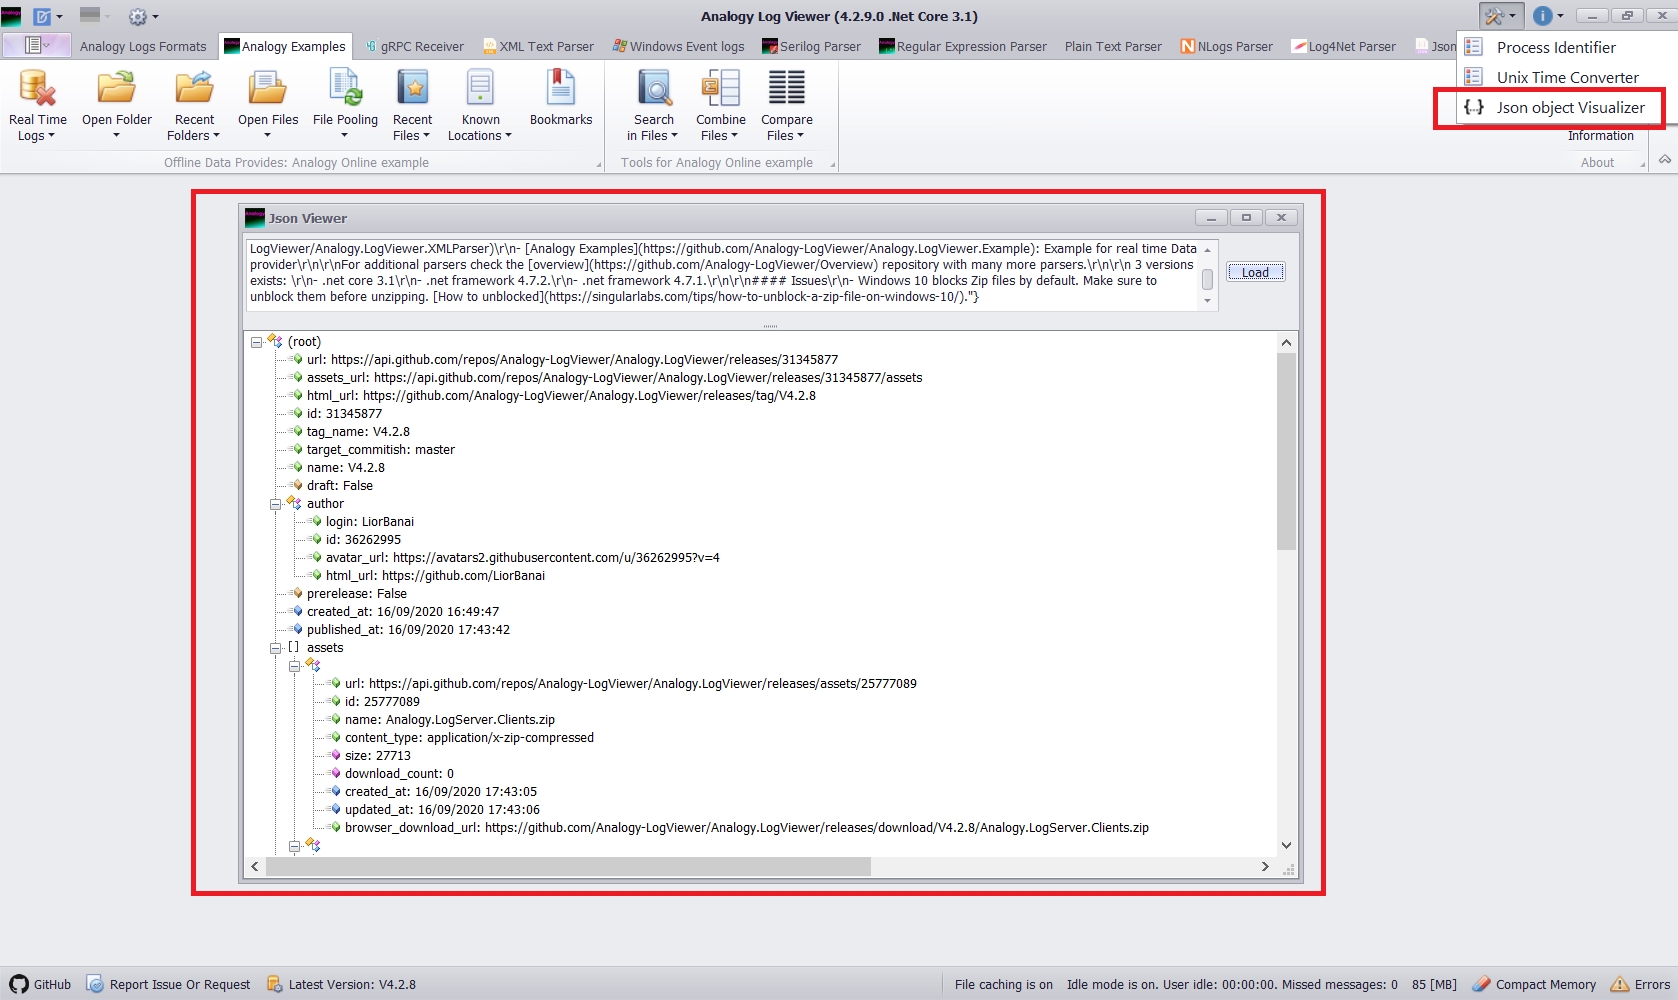 Analogy Log Viewer (4.2.9.0 .Net Core 3.1)
Analogy Logs Formats
Analogy Examples
gRPC Receiver
XML Text Parser
Windows Event logs
Serilog Parser
Regular Expression Parser
Plain Text Parser
NLogs Parser
Log4Net Parser
Json
Process Identifier
Unix Time Converter
{...} Json object Visualizer
Real Time
Logs
Open Folder
Recent
Folders
Open Files
File Pooling
Recent
Files
Known
Locations
Bookmarks
Search
in Files
Combine
Files
Compare
Files
Information
Offline Data Provides: Analogy Online example
Tools for Analogy Online example
About
Json Viewer
LogViewer/Analogy.LogViewer.XMLParser)\r\n- [Analogy Examples](https://github.com/Analogy-LogViewer/Analogy.LogViewer.Example): Example for real time Data
provider\r\n\r\nFor additional parsers check the [overview](https://github.com/Analogy-LogViewer/Overview) repository with many more parsers.\r\n\r\n 3 versions
exists: \r\n- .net core 3.1\r\n- .net framework 4.7.2.\r\n- .net framework 4.7.1.\r\n\r\n#### Issues\r\n- Windows 10 blocks Zip files by default. Make sure to
unblock them before unzipping. [How to unblocked](https://singularlabs.com/tips/how-to-unblock-a-zip-file-on-windows-10/)."}
Load
(root)
url: https://api.github.com/repos/Analogy-LogViewer/Analogy.LogViewer/releases/31345877
assets_url: https://api.github.com/repos/Analogy-LogViewer/Analogy.LogViewer/releases/31345877/assets
html_url: https://github.com/Analogy-LogViewer/Analogy.LogViewer/releases/tag/V4.2.8
id: 31345877
tag_name: V4.2.8
target_commitish: master
name: V4.2.8
draft: False
author
login: LiorBanai
id: 36262995
avatar_url: https://avatars2.githubusercontent.com/u/36262995?v=4
html_url: https://github.com/LiorBanai
prerelease: False
created_at: 16/09/2020 16:49:47
published_at: 16/09/2020 17:43:42
[ ] assets
url: https://api.github.com/repos/Analogy-LogViewer/Analogy.LogViewer/releases/assets/25777089
id: 25777089
name: Analogy.LogServer.Clients.zip
content_type: application/x-zip-compressed
size: 27713
download_count: 0
created_at: 16/09/2020 17:43:05
updated_at: 16/09/2020 17:43:06
browser_download_url: https://github.com/Analogy-LogViewer/Analogy.LogViewer/releases/download/V4.2.8/Analogy.LogServer.Clients.zip
GitHub
Report Issue Or Request
Latest Version: V4.2.8
File caching is on
Idle mode is on. User idle: 00:00:00. Missed messages: 0
85 [MB]
Compact Memory
Errors